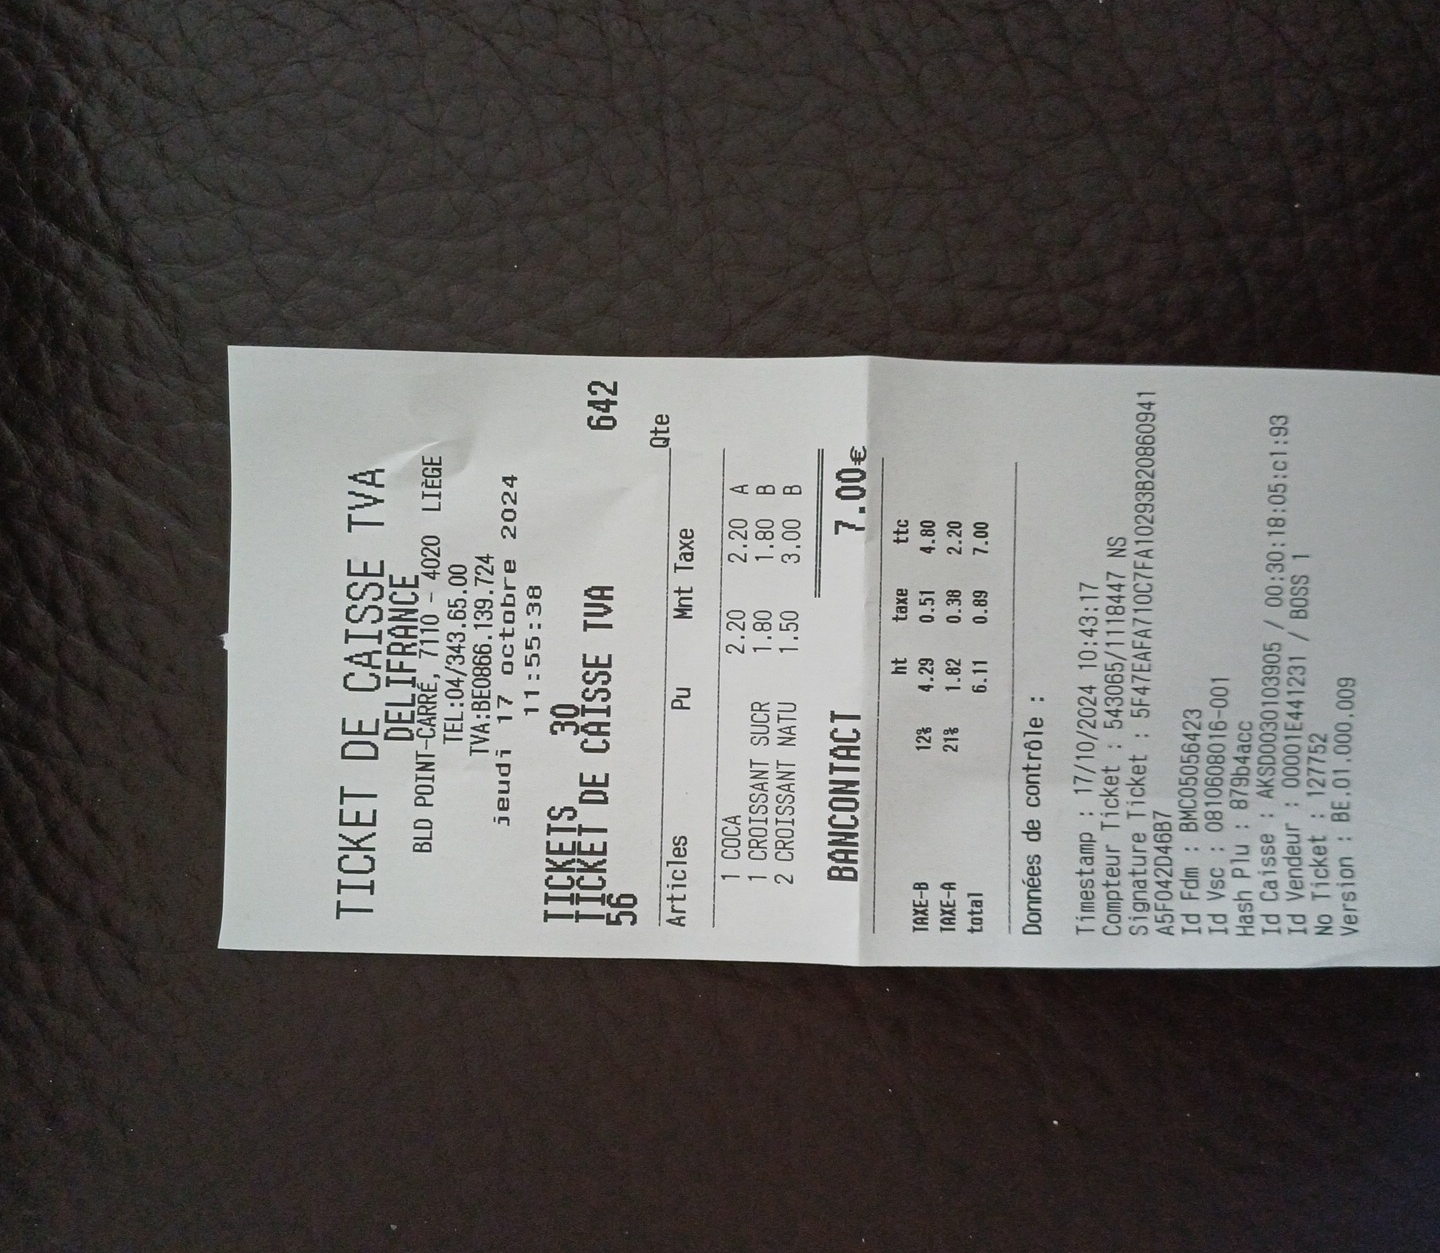 TICKET DE CAISSE TVA
DELIFRANCE
BLD POINT-CARRÉ, 7110 - 4020 LIÈGE
TEL:04/343.65.00
TVA:BE0866.139.724
jeudi 17 octobre 2024
11:55:38
TICKETS 30
TICKET DE CAISSE TVA
56 642
Qte
Articles Pu Mnt Taxe
1 COCA 2.20 2.20 A
1 CROISSANT SUCR 1.80 1.80 B
2 CROISSANT NATU 1.50 3.00 B
BANCONTACT 7.00€
ht taxe ttc
TAXE-B 12% 4.29 0.51 4.80
TAXE-A 21% 1.82 0.38 2.20
total 6.11 0.89 7.00
Données de contrôle :
Timestamp : 17/10/2024 10:43:17
Compteur Ticket : 543065/1118447 NS
Signature Ticket : 5F47EAFA710C7FA10293B20860941
A5F042D46B7
Id Fdm : BMC05056423
Id Vsc : 0810608016-001
Hash Plu : 879b4acc
Id Caisse : AKSD0030103905 / 00:30:18:05:c1:93
Id Vendeur : 00001E441231 / BOSS 1
No Ticket : 127752
Version : BE.01.000.009